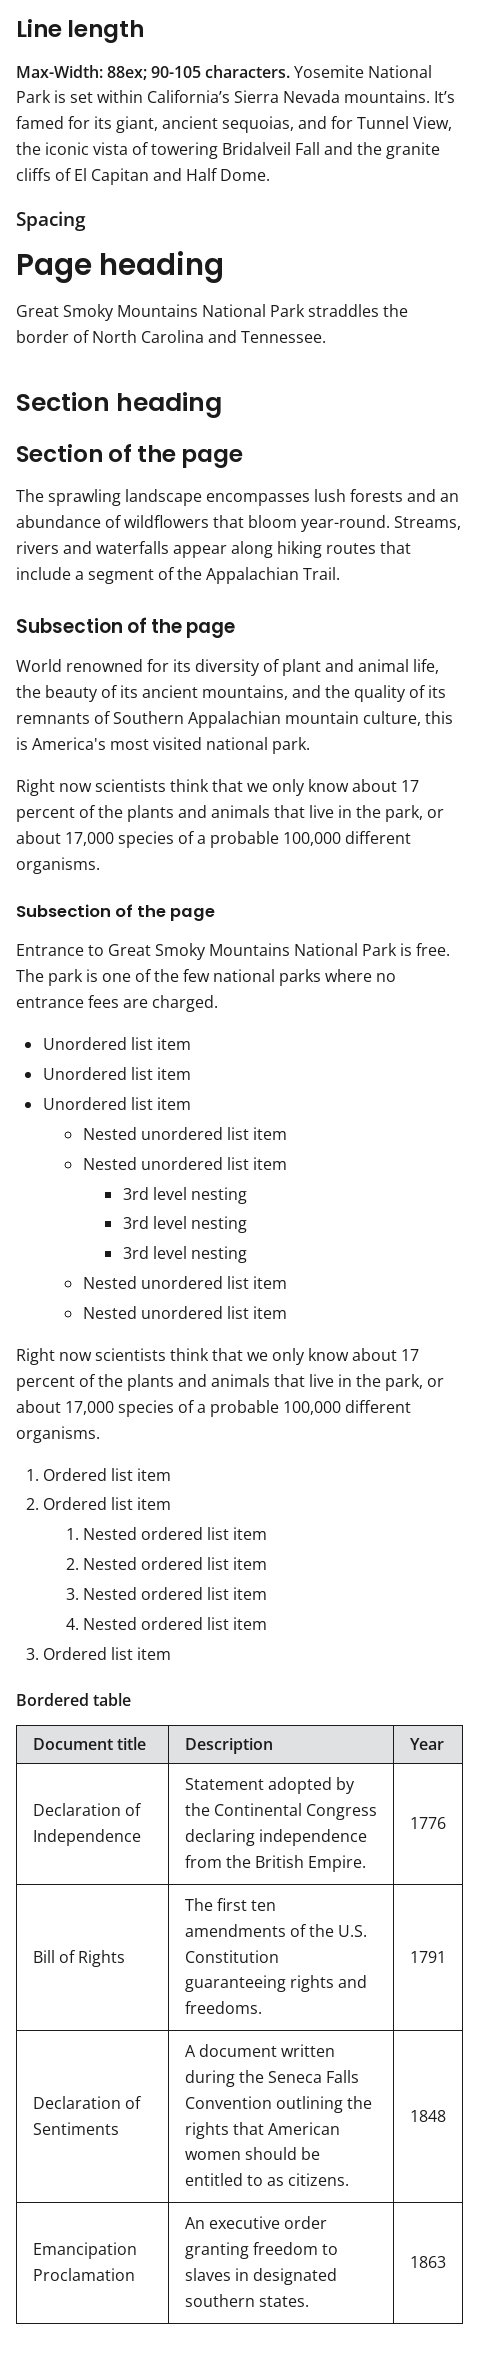 Line length
Max-Width: 88ex; 90-105 characters. Yosemite National
Park is set within California’s Sierra Nevada mountains. It’s
famed for its giant, ancient sequoias, and for Tunnel View,
the iconic vista of towering Bridalveil Fall and the granite
cliffs of El Capitan and Half Dome.
Spacing
Page heading
Great Smoky Mountains National Park straddles the
border of North Carolina and Tennessee.
Section heading
Section of the page
The sprawling landscape encompasses lush forests and an
abundance of wildflowers that bloom year-round. Streams,
rivers and waterfalls appear along hiking routes that
include a segment of the Appalachian Trail.
Subsection of the page
World renowned for its diversity of plant and animal life,
the beauty of its ancient mountains, and the quality of its
remnants of Southern Appalachian mountain culture, this
is America's most visited national park.
Right now scientists think that we only know about 17
percent of the plants and animals that live in the park, or
about 17,000 species of a probable 100,000 different
organisms.
Subsection of the page
Entrance to Great Smoky Mountains National Park is free.
The park is one of the few national parks where no
entrance fees are charged.
• Unordered list item
• Unordered list item
• Unordered list item
◦ Nested unordered list item
◦ Nested unordered list item
▪ 3rd level nesting
▪ 3rd level nesting
▪ 3rd level nesting
◦ Nested unordered list item
◦ Nested unordered list item
Right now scientists think that we only know about 17
percent of the plants and animals that live in the park, or
about 17,000 species of a probable 100,000 different
organisms.
1. Ordered list item
2. Ordered list item
1. Nested ordered list item
2. Nested ordered list item
3. Nested ordered list item
4. Nested ordered list item
3. Ordered list item
Bordered table
Document title Description Year
Declaration of
Independence
Statement adopted by
the Continental Congress
declaring independence
from the British Empire.
1776
Bill of Rights
The first ten
amendments of the U.S.
Constitution
guaranteeing rights and
freedoms.
1791
Declaration of
Sentiments
A document written
during the Seneca Falls
Convention outlining the
rights that American
women should be
entitled to as citizens.
1848
Emancipation
Proclamation
An executive order
granting freedom to
slaves in designated
southern states.
1863